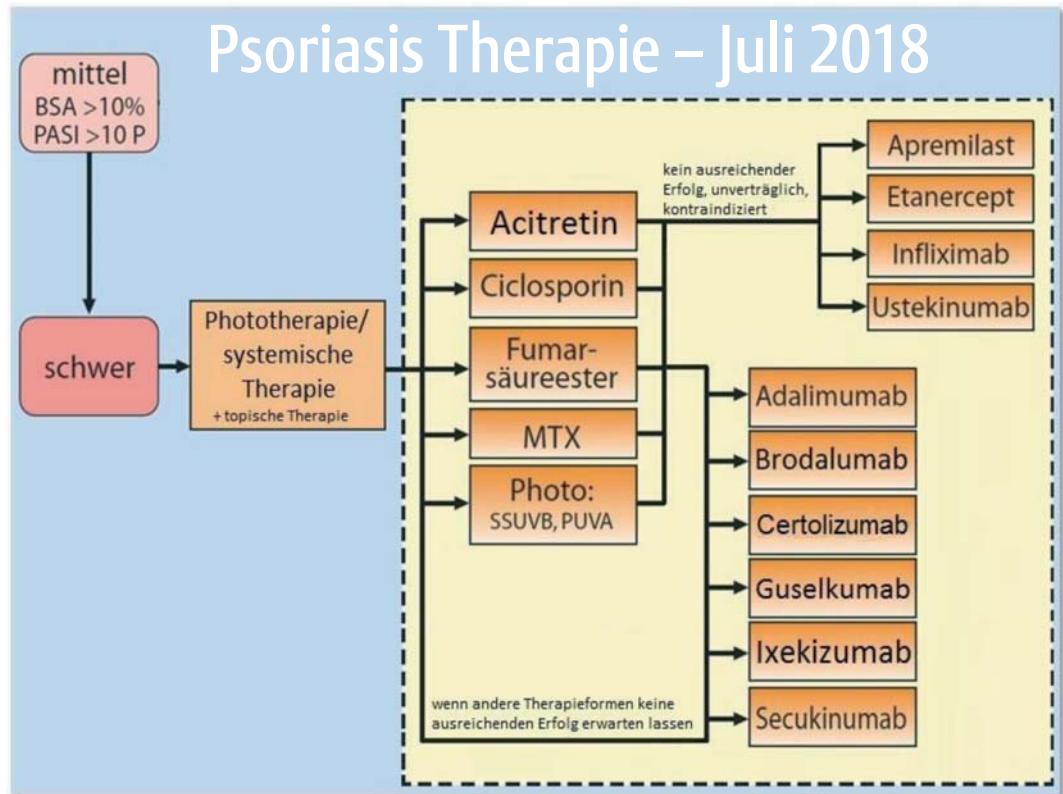 Psoriasis Therapie – Juli 2018
mittel
BSA >10%
PASI >10 P
schwer
Phototherapie/
systemische
Therapie
+ topische Therapie
Acitretin
Ciclosporin
Fumar-
säureester
MTX
Photo:
SSUVB, PUVA
kein ausreichender
Erfolg, unverträglich,
kontraindiziert
Apremilast
Etanercept
Infliximab
Ustekinumab
Adalimumab
Brodalumab
Certolizumab
Guselkumab
Ixekizumab
Secukinumab
wenn andere Therapieformen keine
ausreichenden Erfolg erwarten lassen